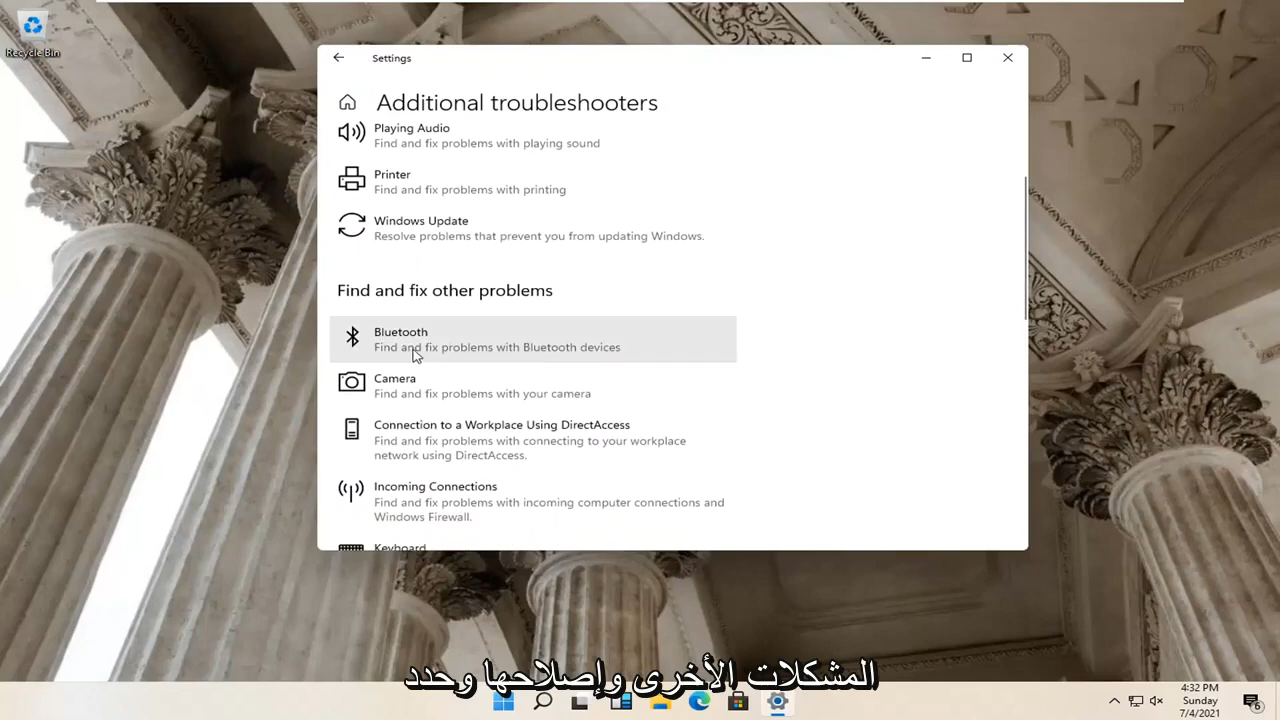 Recycle Bin
Settings
Additional troubleshooters
Playing Audio
Find and fix problems with playing sound
Printer
Find and fix problems with printing
Windows Update
Resolve problems that prevent you from updating Windows.
Find and fix other problems
Bluetooth
Find and fix problems with Bluetooth devices
Camera
Find and fix problems with your camera
Connection to a Workplace Using DirectAccess
Find and fix problems with connecting to your workplace
network using DirectAccess.
Incoming Connections
Find and fix problems with incoming computer connections and
Windows Firewall.
Keyboard
المشكلات الأخرى وإصلاحها وحدد
4:32 PM
Sunday
7/4/2021
6